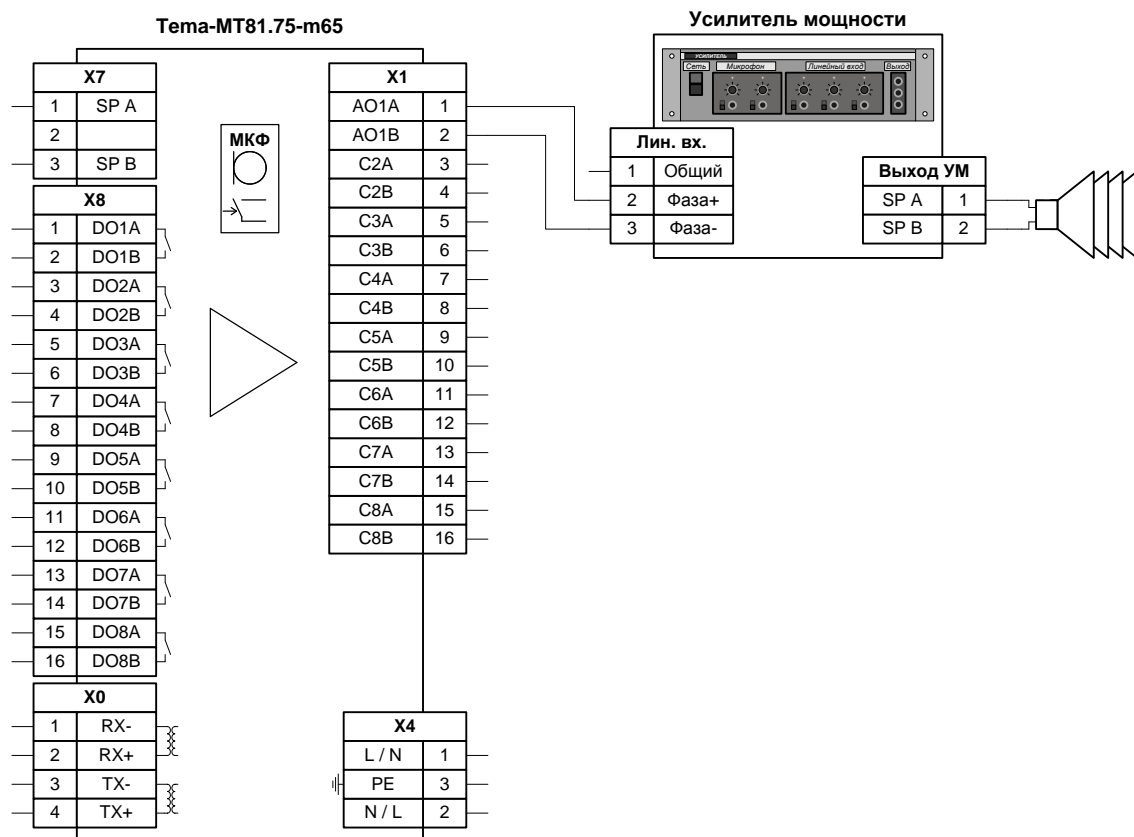 Tema-MT81.75-m65
Усилитель мощности
X7
1 SP A
2
3 SP B
X8
1 DO1A
2 DO1B
3 DO2A
4 DO2B
5 DO3A
6 DO3B
7 DO4A
8 DO4B
9 DO5A
10 DO5B
11 DO6A
12 DO6B
13 DO7A
14 DO7B
15 DO8A
16 DO8B
X0
1 RX-
2 RX+
3 TX-
4 TX+
МКФ
X1
AO1A 1
AO1B 2
C2A 3
C2B 4
C3A 5
C3B 6
C4A 7
C4B 8
C5A 9
C5B 10
C6A 11
C6B 12
C7A 13
C7B 14
C8A 15
C8B 16
X4
L / N 1
PE 3
N / L 2
УСИЛИТЕЛЬ
Сеть Микрофон Линейный вход Выход
Лин. вх.
1 Общий
2 Фаза+
3 Фаза-
Выход УМ
SP A 1
SP B 2